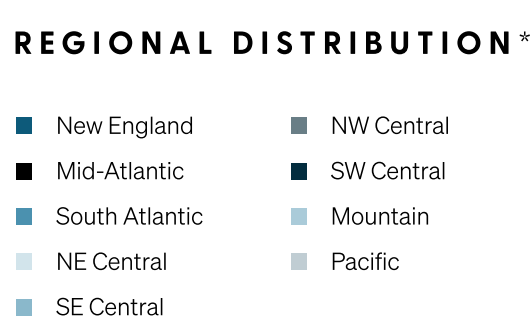 REGIONAL DISTRIBUTION*
New England
Mid-Atlantic
South Atlantic
NE Central
SE Central
NW Central
SW Central
Mountain
Pacific